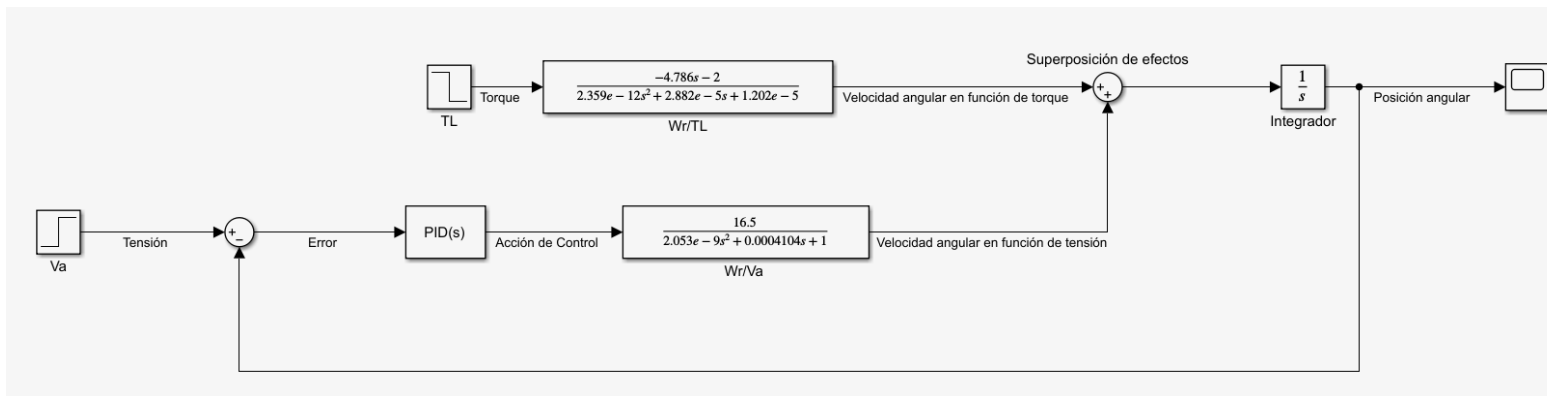 Superposición de efectos
−4.786s − 2
2.359e − 12s² + 2.882e − 5s + 1.202e − 5
1
s
Torque
Velocidad angular en función de torque
+
+
Posición angular
TL
Wr/TL
Integrador
16.5
2.053e − 9s² + 0.0004104s + 1
PID(s)
+
−
Tensión
Error
Acción de Control
Velocidad angular en función de tensión
Va
Wr/Va